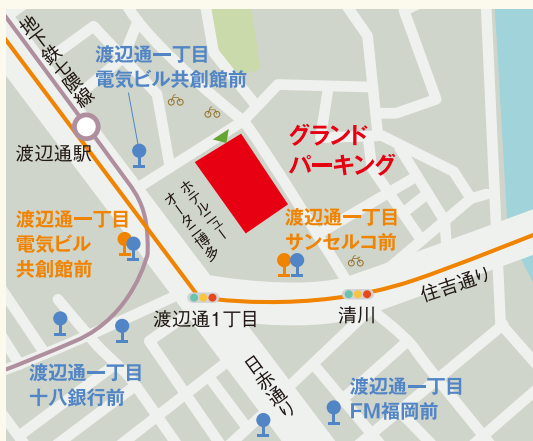 地下鉄七隈線
渡辺通一丁目
電気ビル共創館前
グランド
パーキング
渡辺通駅
ホテルニュー
オータニ博多
渡辺通一丁目
電気ビル
共創館前
渡辺通一丁目
サンセルコ前
住吉通り
渡辺通1丁目
清川
日赤通り
渡辺通一丁目
十八銀行前
渡辺通一丁目
FM福岡前